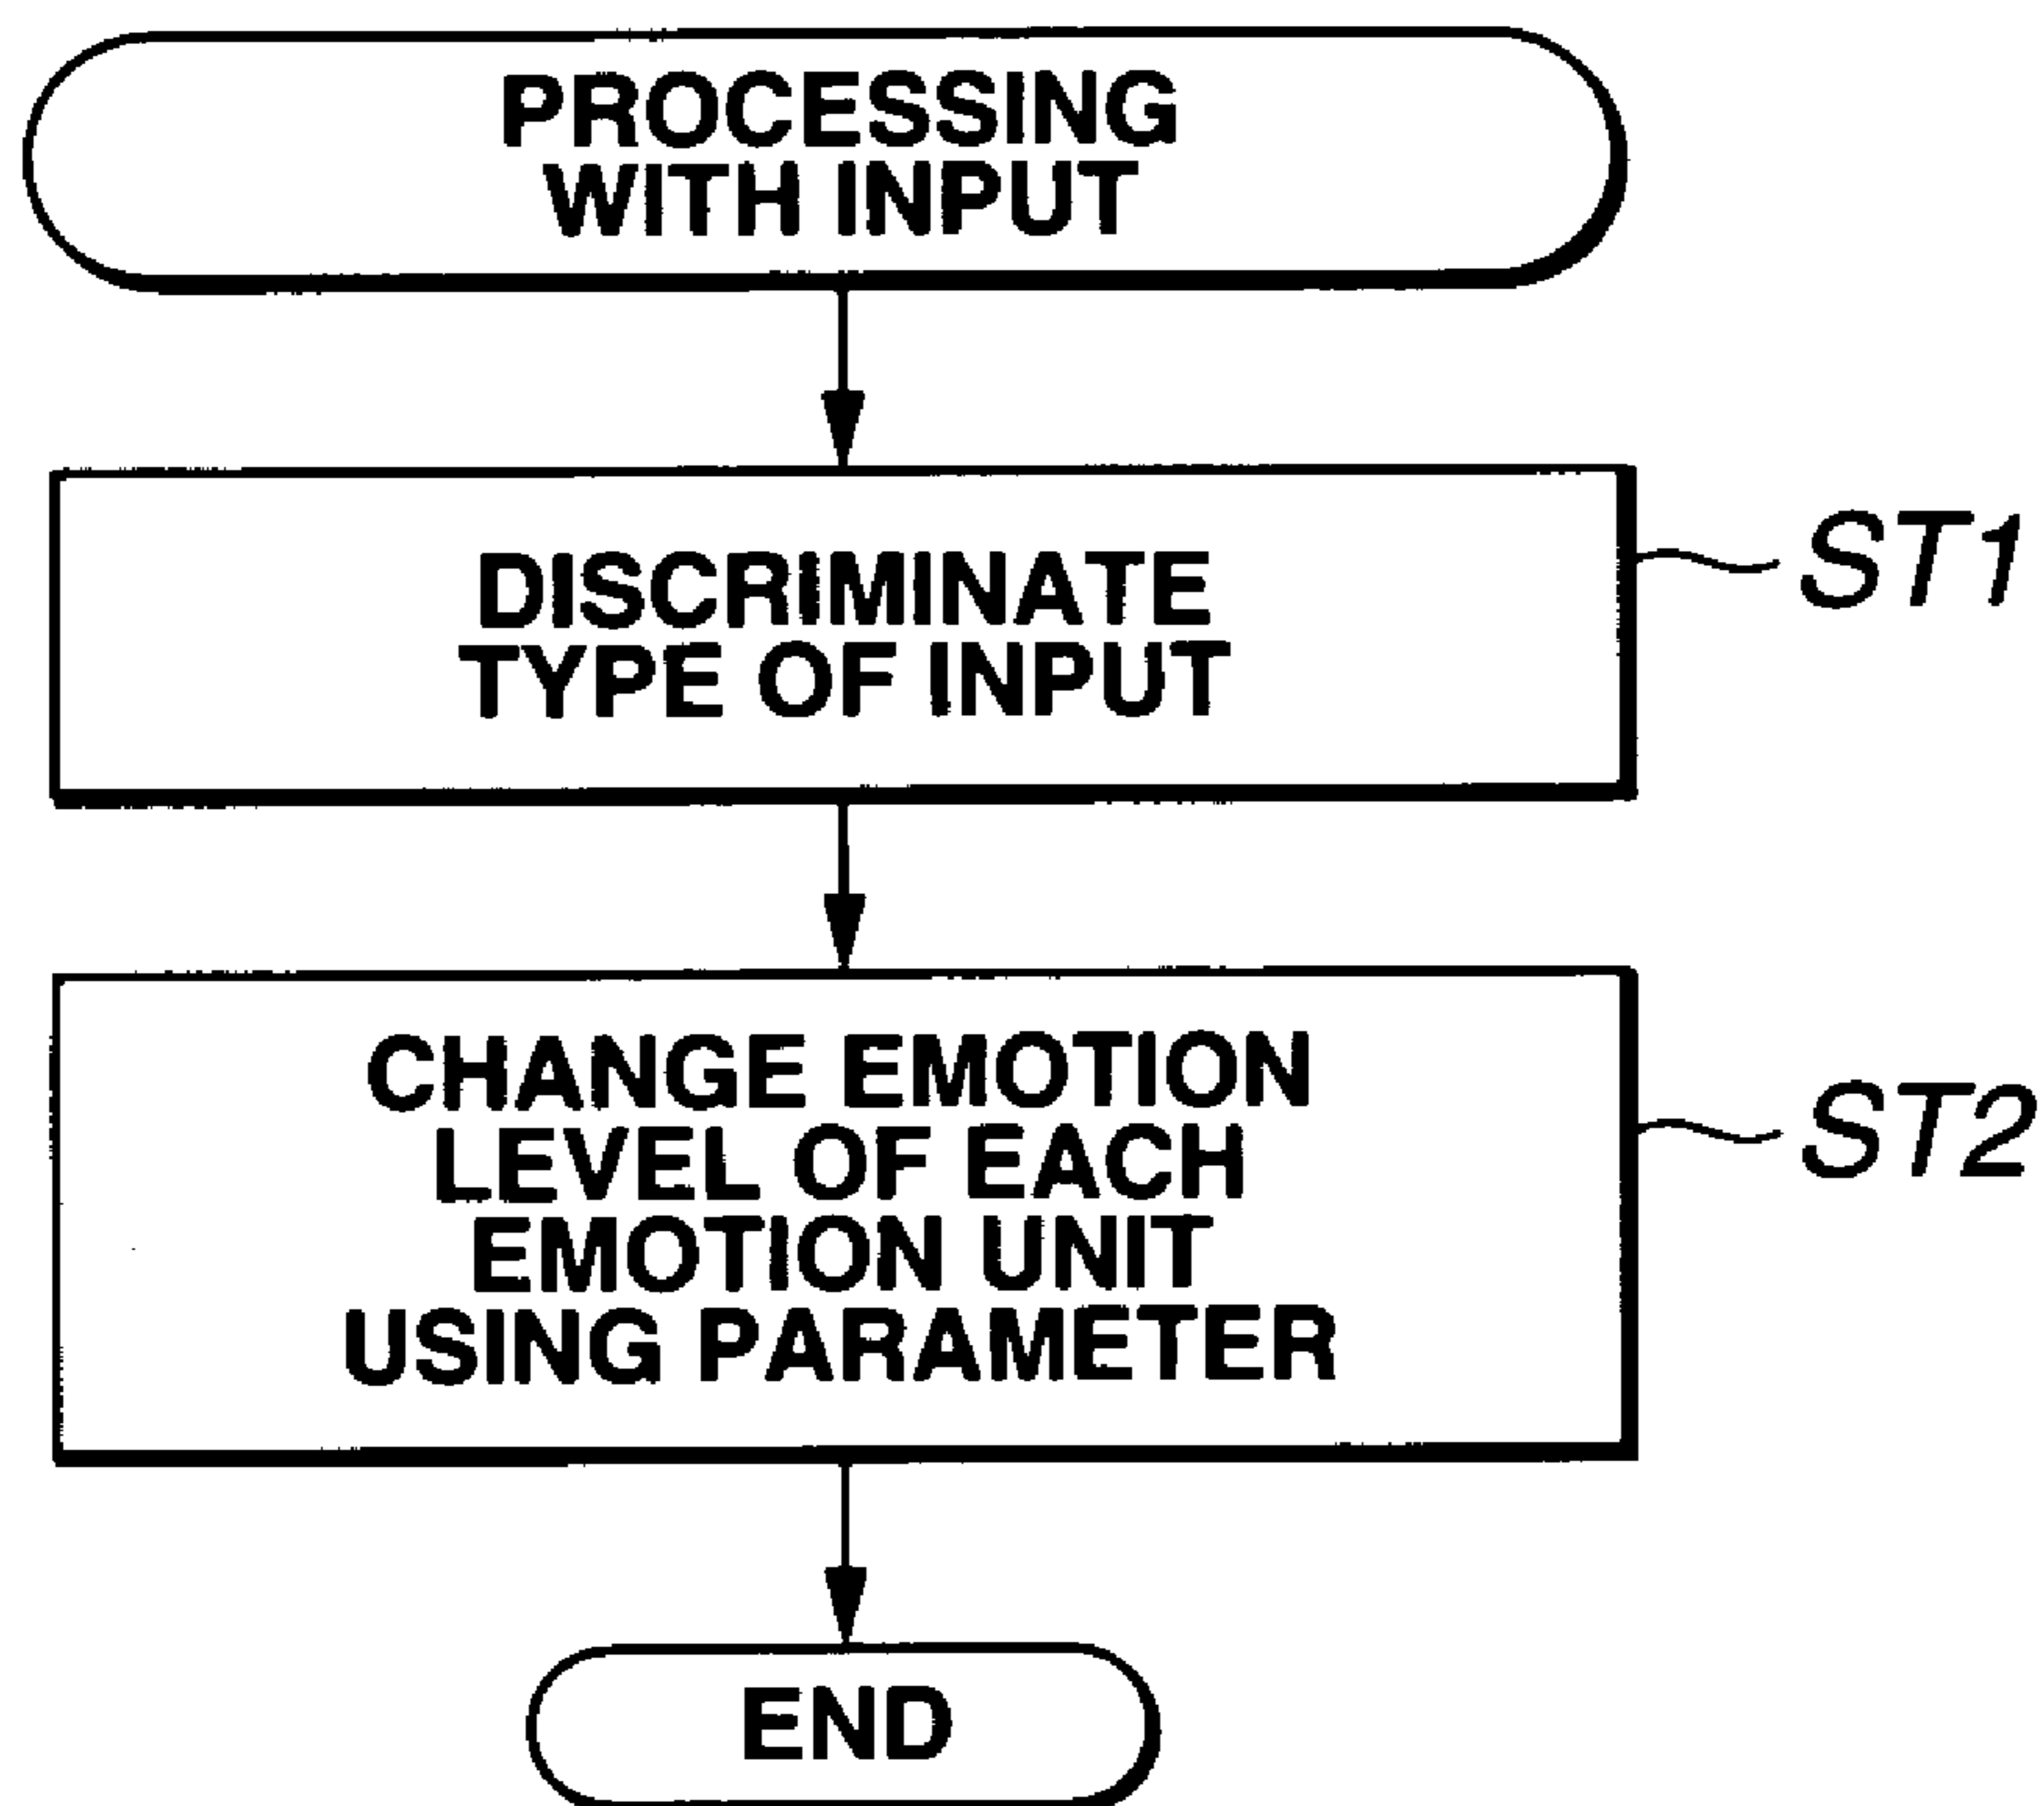 PROCESSING
WITH INPUT
DISCRIMINATE
TYPE OF INPUT
ST1
CHANGE EMOTION
LEVEL OF EACH
EMOTION UNIT
USING PARAMETER
ST2
END